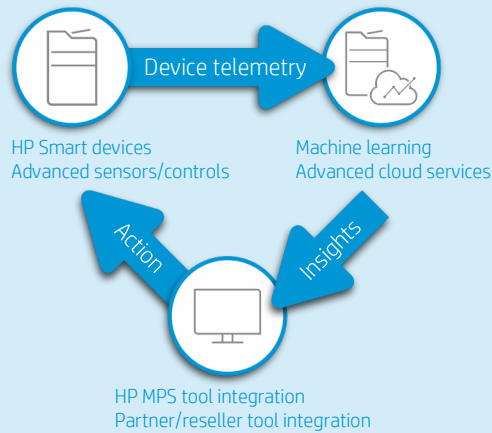 Device telemetry
HP Smart devices
Advanced sensors/controls
Machine learning
Advanced cloud services
Action
Insights
HP MPS tool integration
Partner/reseller tool integration